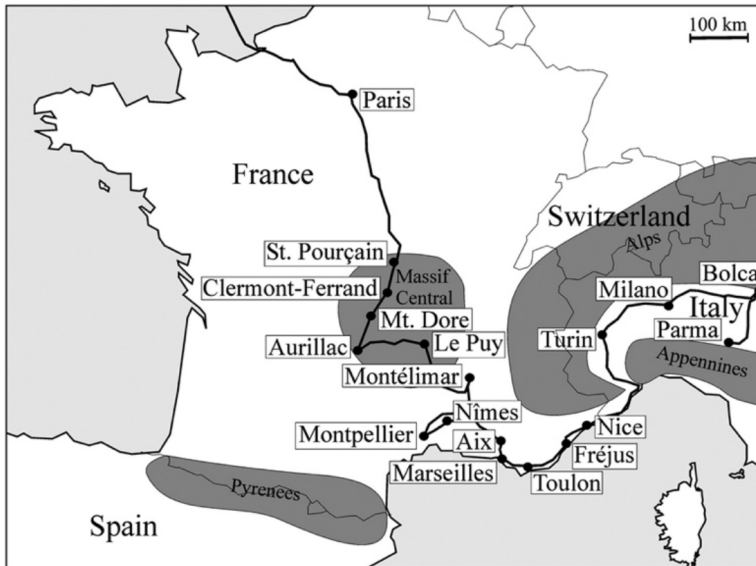 100 km
Paris
France
Switzerland
Alps
St. Pourçain
Massif
Central
Bolca
Clermont-Ferrand
Milano
Italy
Mt. Dore
Parma
Turin
Le Puy
Aurillac
Appennines
Montélimar
Nîmes
Nice
Montpellier
Aix
Fréjus
Marseilles
Toulon
Pyrenees
Spain